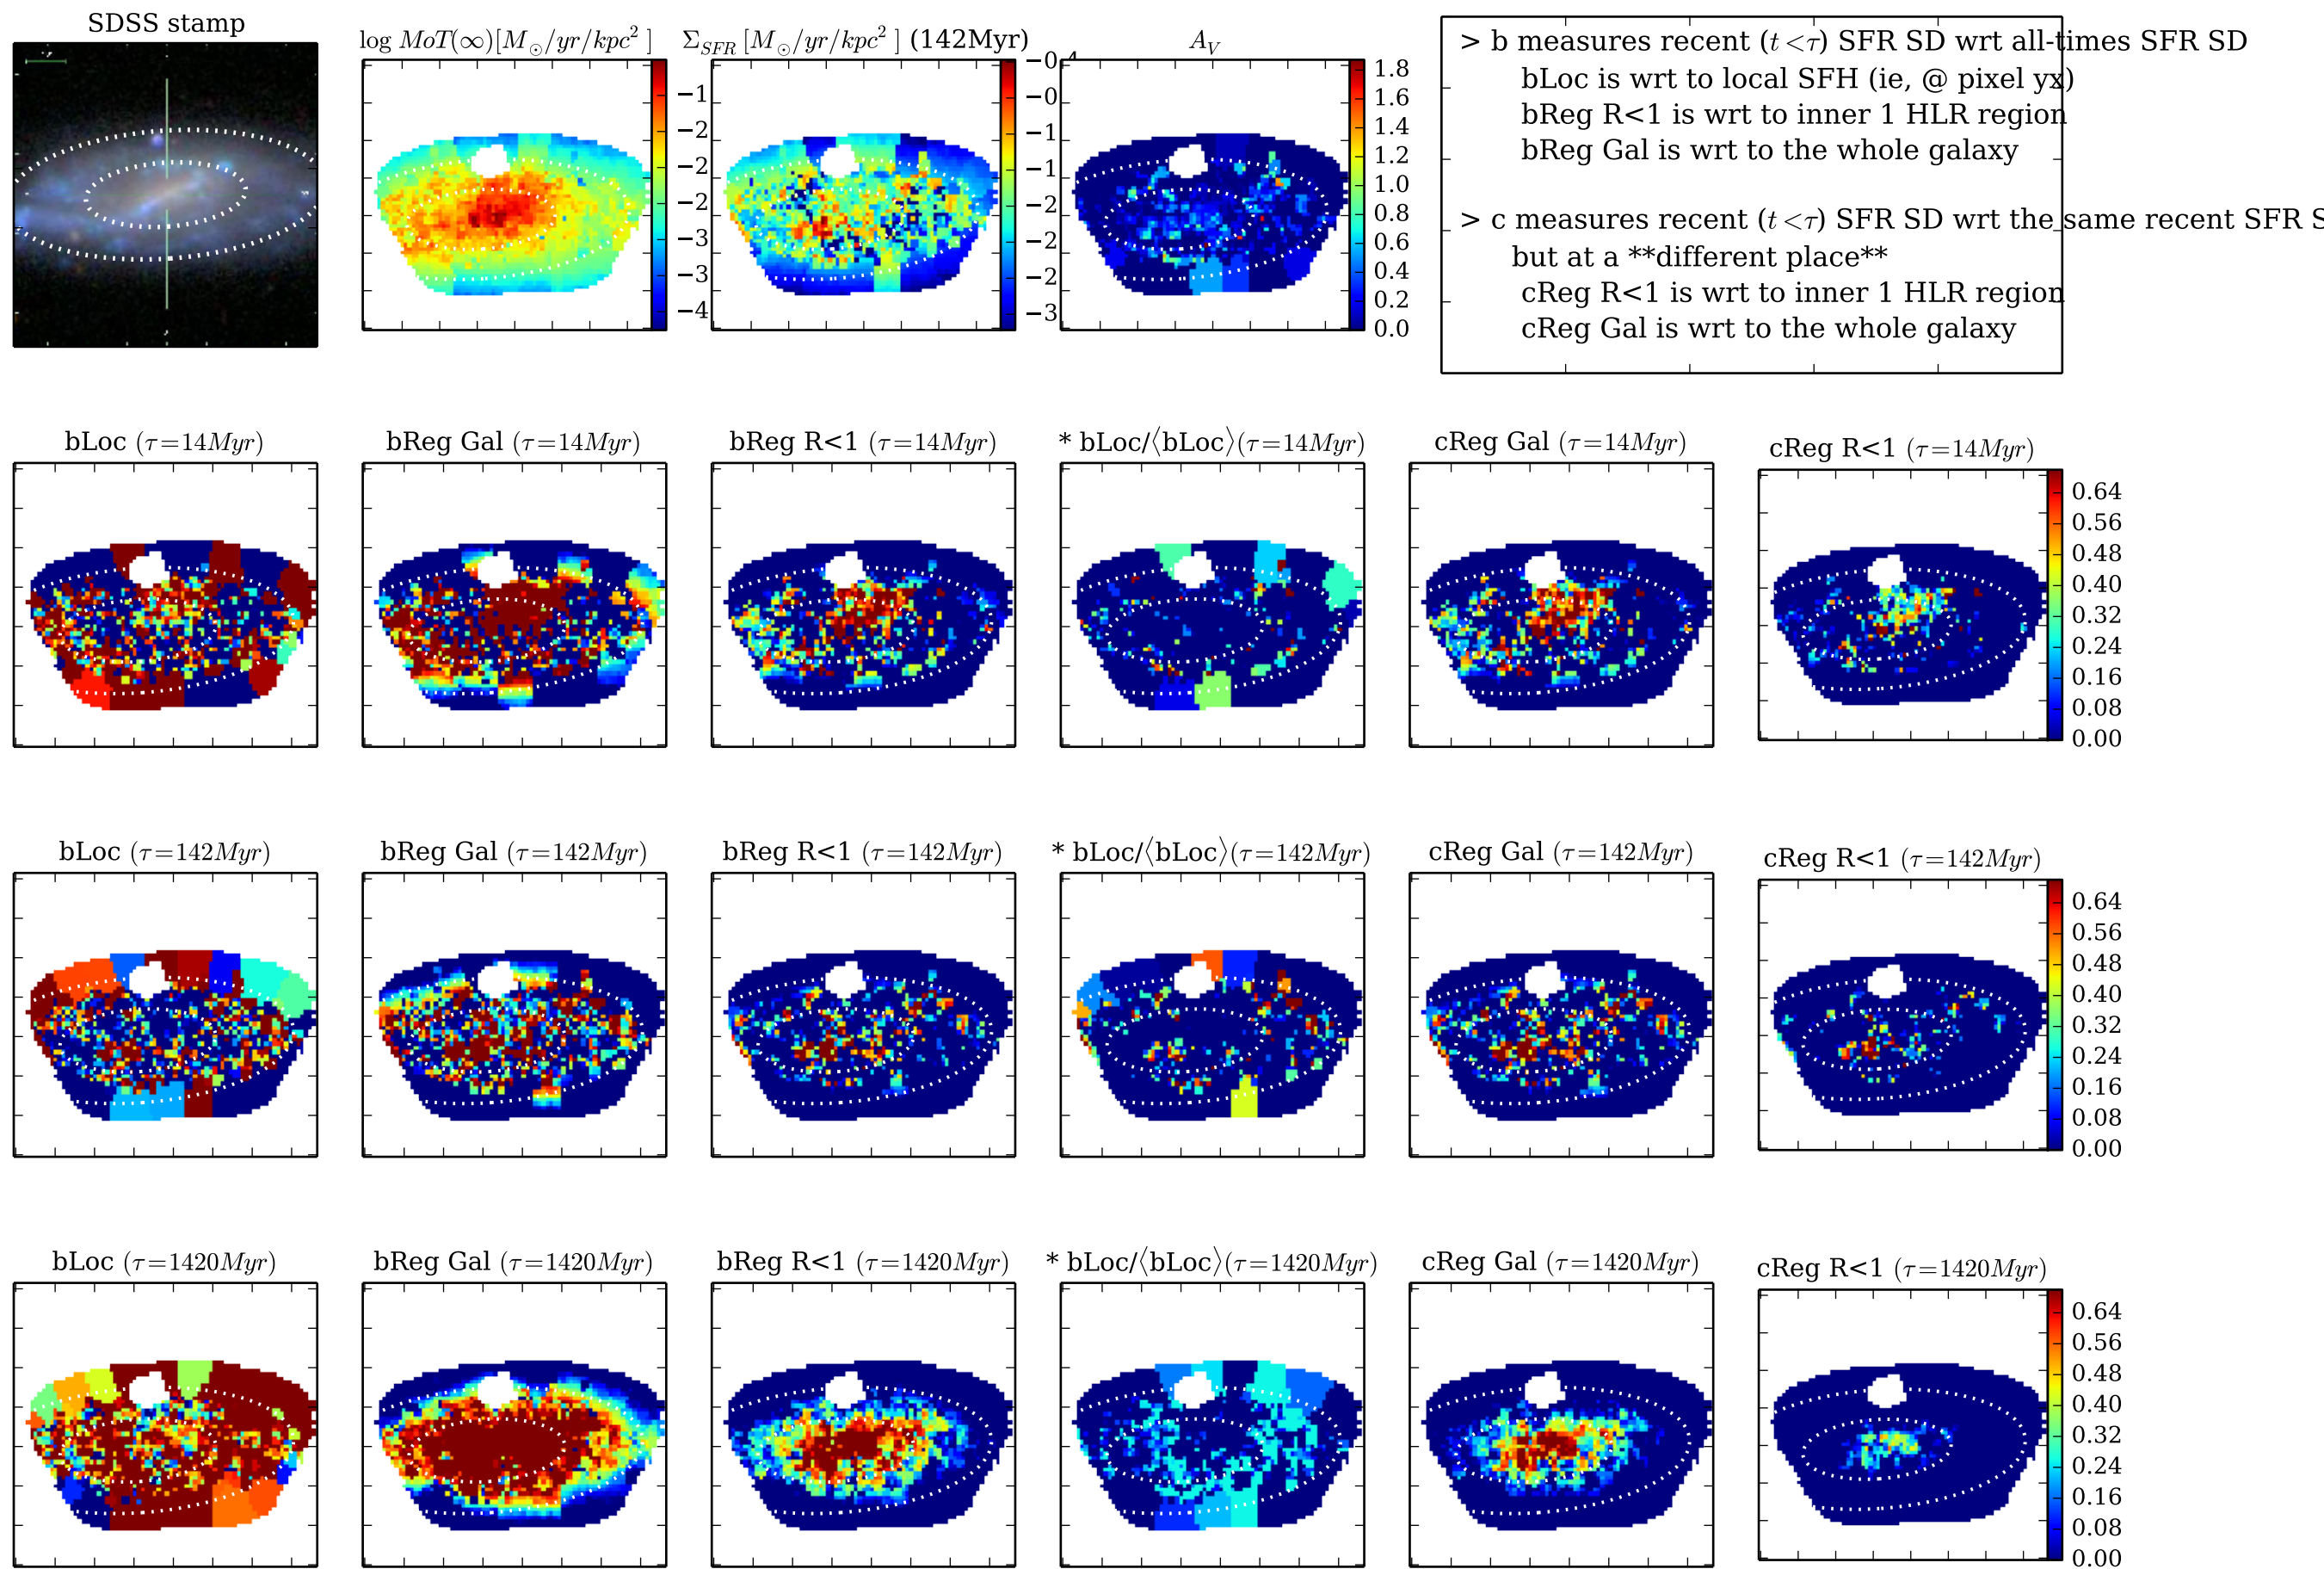 SDSS stamp
log MoT(∞)[M⊙/yr/kpc²]
Σ_SFR [M⊙/yr/kpc²] (142Myr)
A_V
−1
−2
−2
−2
−3
−3
−4
−0
−1
−1
−2
−2
−2
−3
1.8
1.6
1.4
1.2
1.0
0.8
0.6
0.4
0.2
0.0
> b measures recent (t<τ) SFR SD wrt all-times SFR SD
bLoc is wrt to local SFH (ie, @ pixel yx)
bReg R<1 is wrt to inner 1 HLR region
bReg Gal is wrt to the whole galaxy
> c measures recent (t<τ) SFR SD wrt the same recent SFR S
but at a **different place**
cReg R<1 is wrt to inner 1 HLR region
cReg Gal is wrt to the whole galaxy
bLoc (τ=14Myr)
bReg Gal (τ=14Myr)
bReg R<1 (τ=14Myr)
* bLoc/⟨bLoc⟩(τ=14Myr)
cReg Gal (τ=14Myr)
cReg R<1 (τ=14Myr)
0.64
0.56
0.48
0.40
0.32
0.24
0.16
0.08
0.00
bLoc (τ=142Myr)
bReg Gal (τ=142Myr)
bReg R<1 (τ=142Myr)
* bLoc/⟨bLoc⟩(τ=142Myr)
cReg Gal (τ=142Myr)
cReg R<1 (τ=142Myr)
0.64
0.56
0.48
0.40
0.32
0.24
0.16
0.08
0.00
bLoc (τ=1420Myr)
bReg Gal (τ=1420Myr)
bReg R<1 (τ=1420Myr)
* bLoc/⟨bLoc⟩(τ=1420Myr)
cReg Gal (τ=1420Myr)
cReg R<1 (τ=1420Myr)
0.64
0.56
0.48
0.40
0.32
0.24
0.16
0.08
0.00